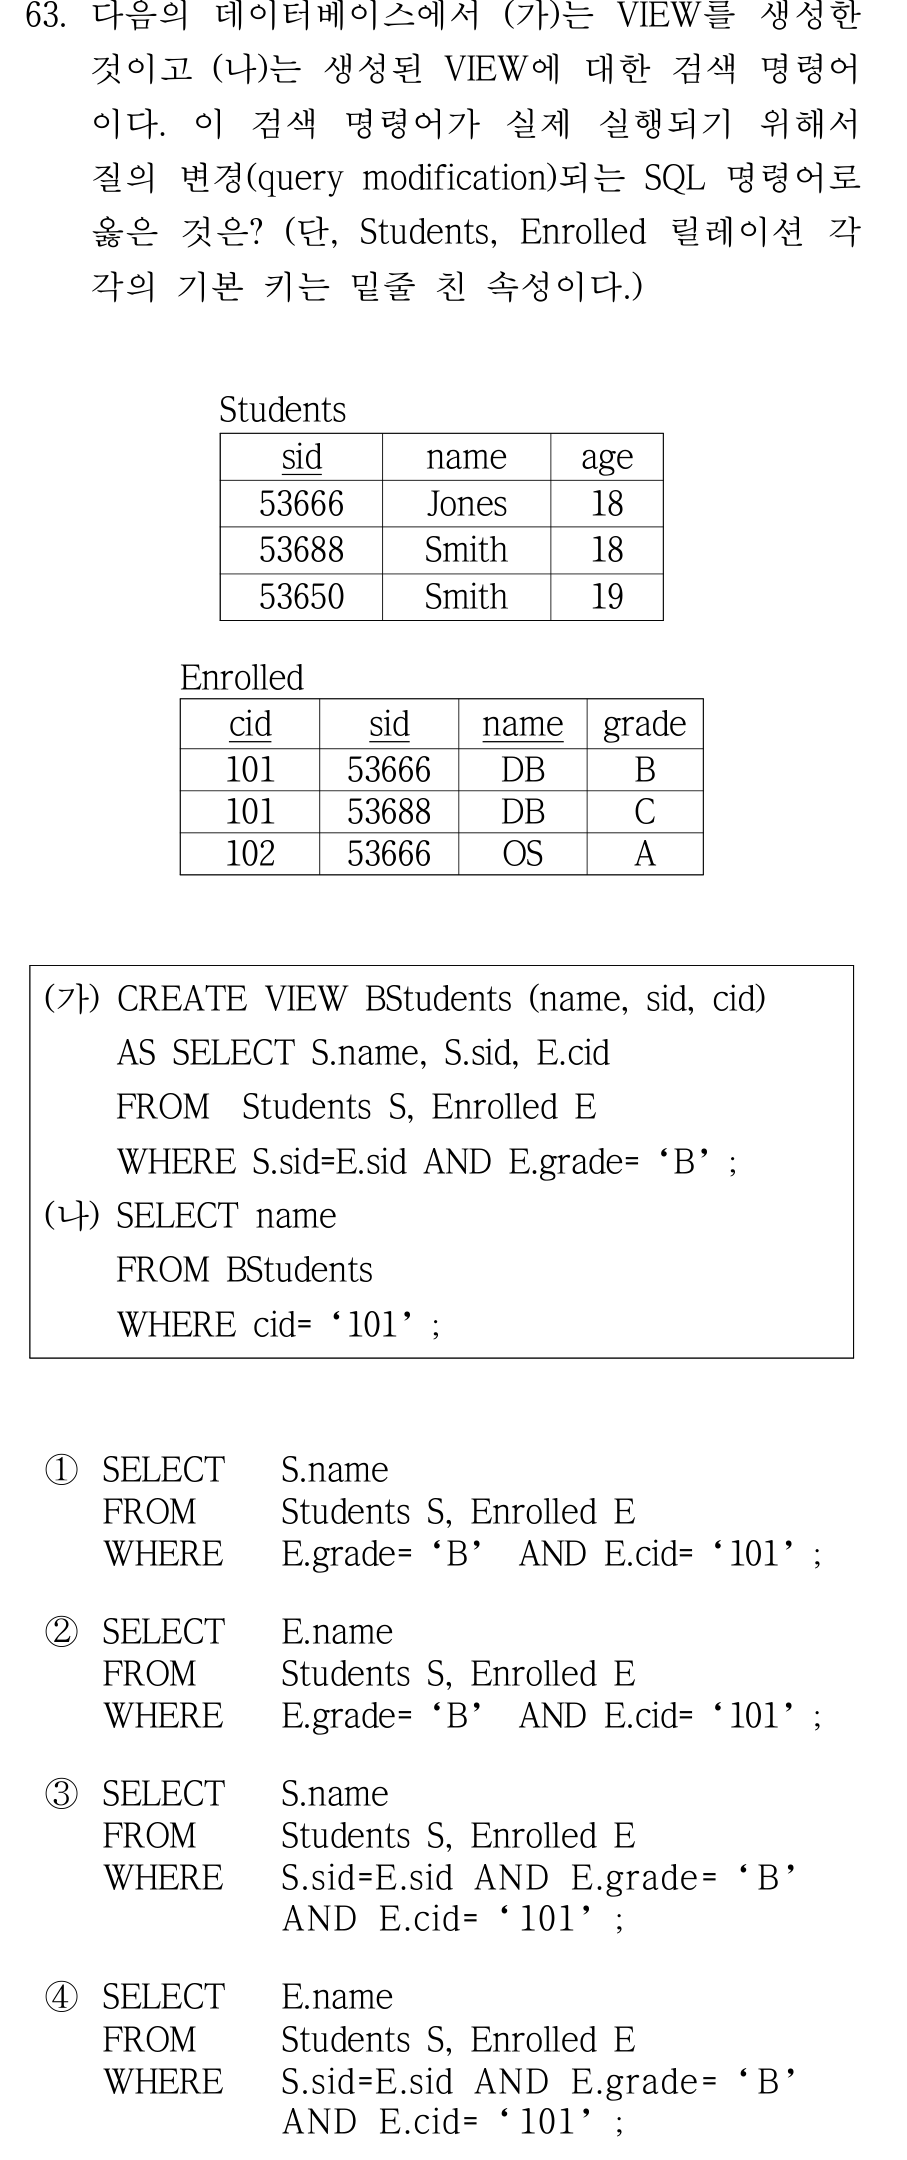 63. 다음의 데이터베이스에서 (가)는 VIEW를 생성한
것이고 (나)는 생성된 VIEW에 대한 검색 명령어
이다. 이 검색 명령어가 실제 실행되기 위해서
질의 변경(query modification)되는 SQL 명령어로
옳은 것은? (단, Students, Enrolled 릴레이션 각
각의 기본 키는 밑줄 친 속성이다.)
Students
sid name age
53666 Jones 18
53688 Smith 18
53650 Smith 19
Enrolled
cid sid name grade
101 53666 DB B
101 53688 DB C
102 53666 OS A
(가) CREATE VIEW BStudents (name, sid, cid)
AS SELECT S.name, S.sid, E.cid
FROM Students S, Enrolled E
WHERE S.sid=E.sid AND E.grade= ‘B’ ;
(나) SELECT name
FROM BStudents
WHERE cid= ‘101’ ;
① SELECT S.name
FROM Students S, Enrolled E
WHERE E.grade= ‘B’ AND E.cid= ‘101’ ;
② SELECT E.name
FROM Students S, Enrolled E
WHERE E.grade= ‘B’ AND E.cid= ‘101’ ;
③ SELECT S.name
FROM Students S, Enrolled E
WHERE S.sid=E.sid AND E.grade= ‘B’
AND E.cid= ‘101’ ;
④ SELECT E.name
FROM Students S, Enrolled E
WHERE S.sid=E.sid AND E.grade= ‘B’
AND E.cid= ‘101’ ;